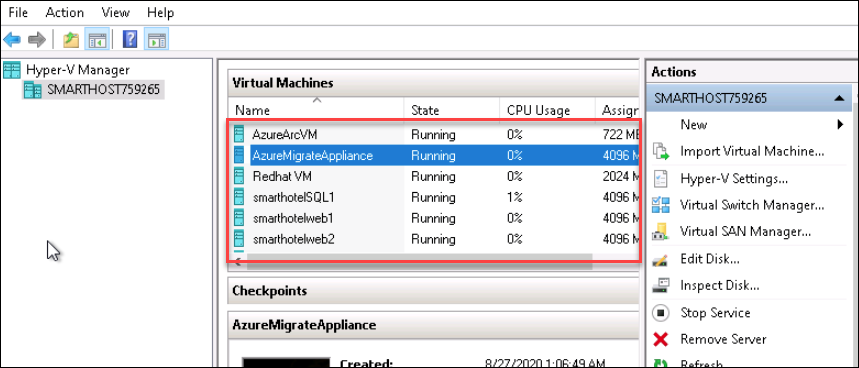 File Action View Help
Hyper-V Manager
SMARTHOST759265
Virtual Machines
Name State CPU Usage Assign
AzureArcVM Running 0% 722 ME
AzureMigrateAppliance Running 0% 4096 M
Redhat VM Running 0% 2024 M
smarthotelSQL1 Running 1% 4096 M
smarthotelweb1 Running 0% 4096 M
smarthotelweb2 Running 0% 4096 M
Checkpoints
AzureMigrateAppliance
Created: 8/27/2020 1:06:49 AM
Actions
SMARTHOST759265
New
Import Virtual Machine...
Hyper-V Settings...
Virtual Switch Manager...
Virtual SAN Manager...
Edit Disk...
Inspect Disk...
Stop Service
Remove Server
Refresh